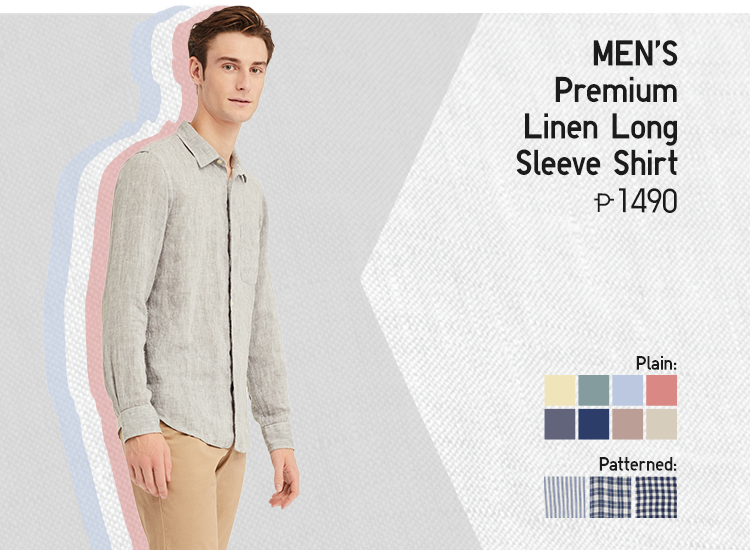 MEN'S
Premium
Linen Long
Sleeve Shirt
₱1490
Plain:
Patterned: